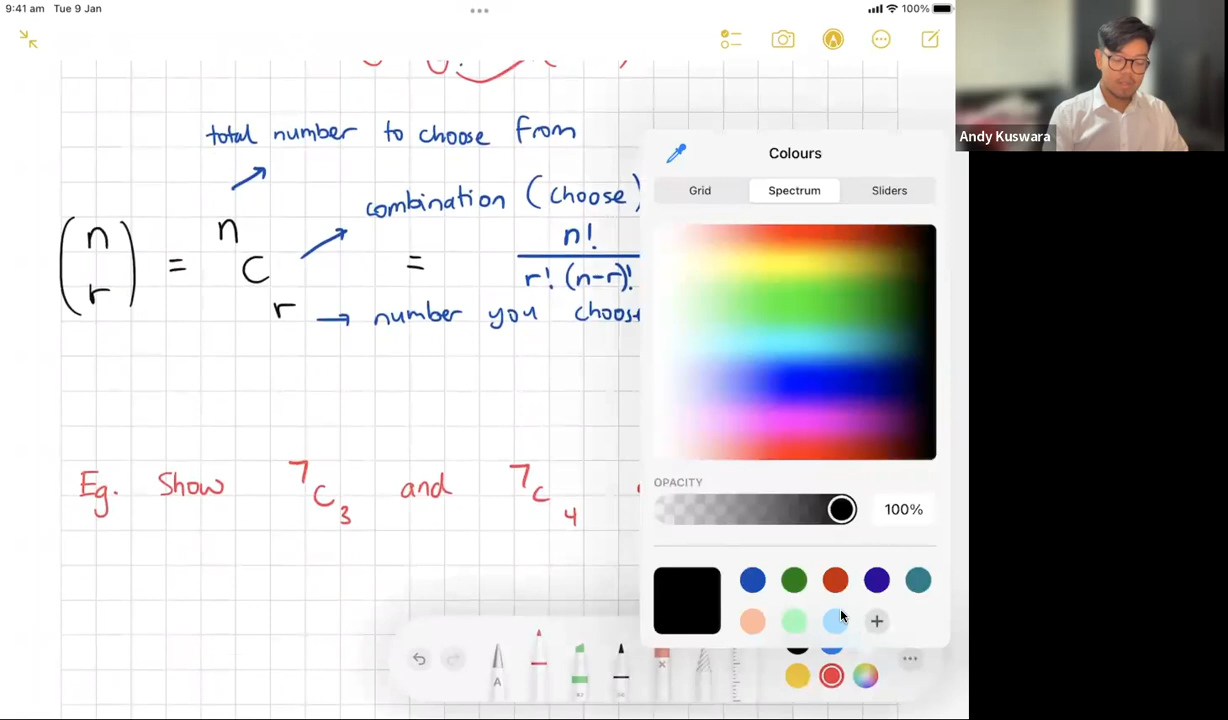 9:41 am Tue 9 Jan
100%
total number to choose from
combination (choose)
(n r) = nCr = n! / r! (n-r)!
→ number you choose
Eg. Show 7C3 and 7C4
Colours
Grid Spectrum Sliders
OPACITY
100%
A
Andy Kuswara